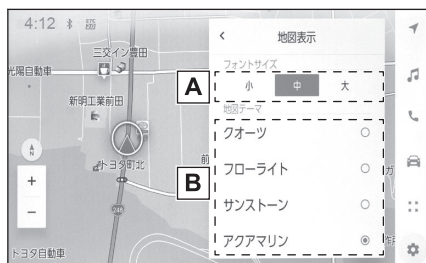 4:12
三交イン豊田
光陽自動車
新明工業前田
トヨタ町北
前
248
トヨタ自動車
N
+
−
<
地図表示
フォントサイズ
A
小 中 大
地図テーマ
B
クオーツ
フローライト
サンストーン
アクアマリン